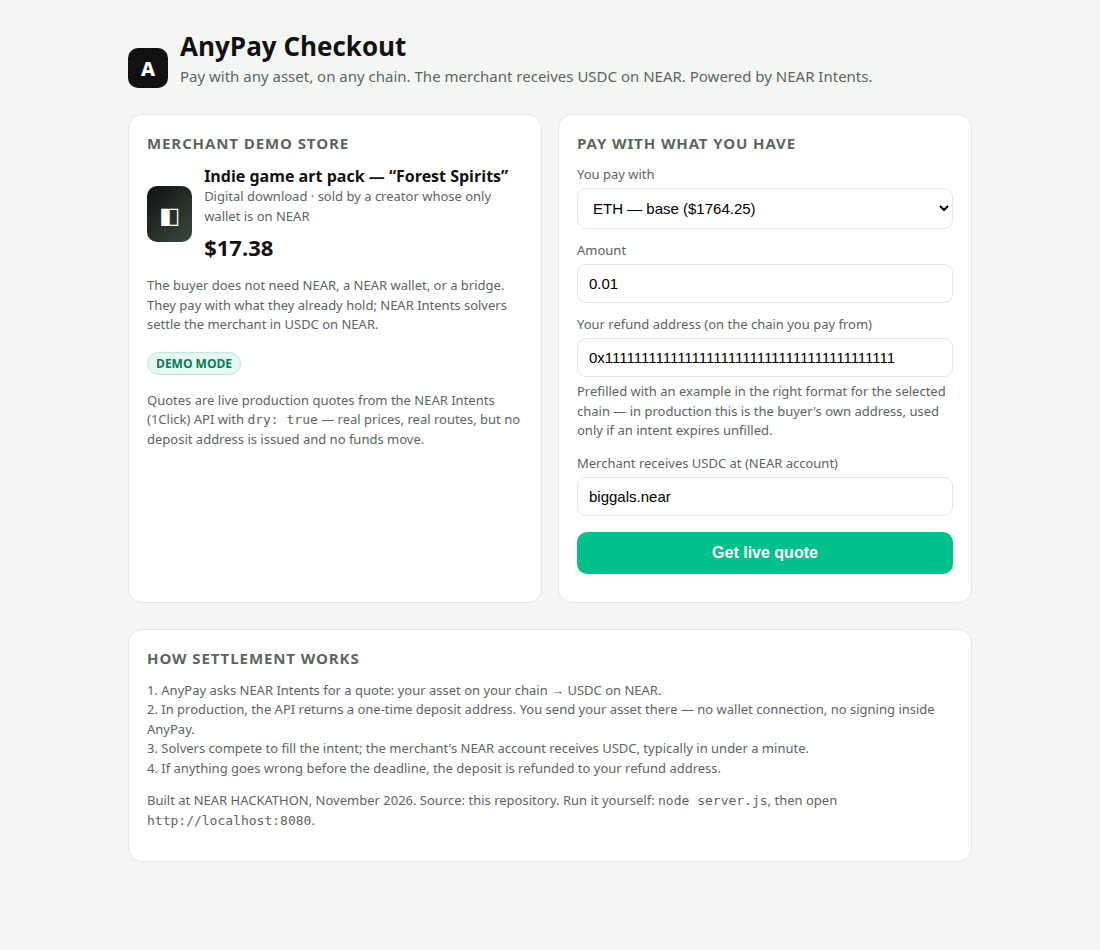 A
AnyPay Checkout
Pay with any asset, on any chain. The merchant receives USDC on NEAR. Powered by NEAR Intents.
MERCHANT DEMO STORE
Indie game art pack — “Forest Spirits”
Digital download · sold by a creator whose only
wallet is on NEAR
$17.38
The buyer does not need NEAR, a NEAR wallet, or a bridge.
They pay with what they already hold; NEAR Intents solvers
settle the merchant in USDC on NEAR.
DEMO MODE
Quotes are live production quotes from the NEAR Intents
(1Click) API with dry: true — real prices, real routes, but no
deposit address is issued and no funds move.
PAY WITH WHAT YOU HAVE
You pay with
ETH — base ($1764.25)
Amount
0.01
Your refund address (on the chain you pay from)
0x1111111111111111111111111111111111111111
Prefilled with an example in the right format for the selected
chain — in production this is the buyer's own address, used
only if an intent expires unfilled.
Merchant receives USDC at (NEAR account)
biggals.near
Get live quote
HOW SETTLEMENT WORKS
1. AnyPay asks NEAR Intents for a quote: your asset on your chain → USDC on NEAR.
2. In production, the API returns a one-time deposit address. You send your asset there — no wallet connection, no signing inside
AnyPay.
3. Solvers compete to fill the intent; the merchant's NEAR account receives USDC, typically in under a minute.
4. If anything goes wrong before the deadline, the deposit is refunded to your refund address.
Built at NEAR HACKATHON, November 2026. Source: this repository. Run it yourself: node server.js, then open
http://localhost:8080.